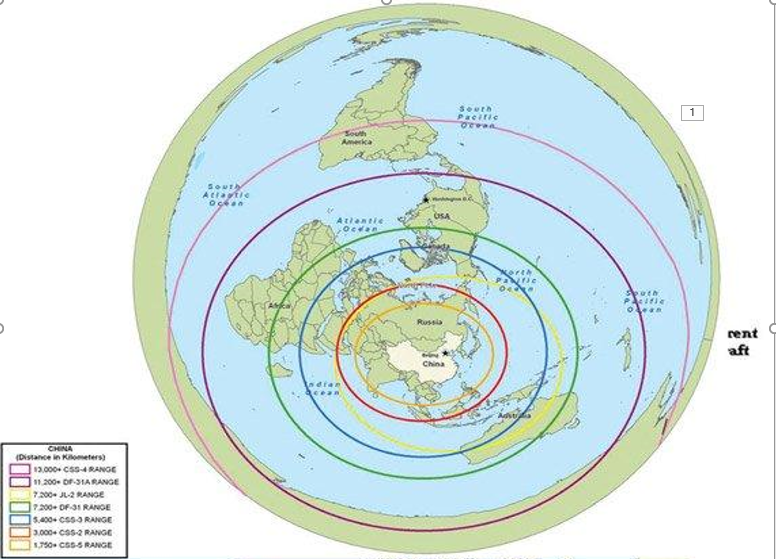 South
Pacific
Ocean
1
South
America
South
Atlantic
Ocean
Washington D.C.
USA
Atlantic
Ocean
Canada
North
Pacific
Ocean
South
Pacific
Ocean
Africa
Russia
Beijing
China
rent
aft
Indian
Ocean
Australia
CHINA
(Distance in Kilometers)
13,000+ CSS-4 RANGE
11,200+ DF-31A RANGE
7,200+ JL-2 RANGE
7,200+ DF-31 RANGE
5,400+ CSS-3 RANGE
3,000+ CSS-2 RANGE
1,750+ CSS-5 RANGE